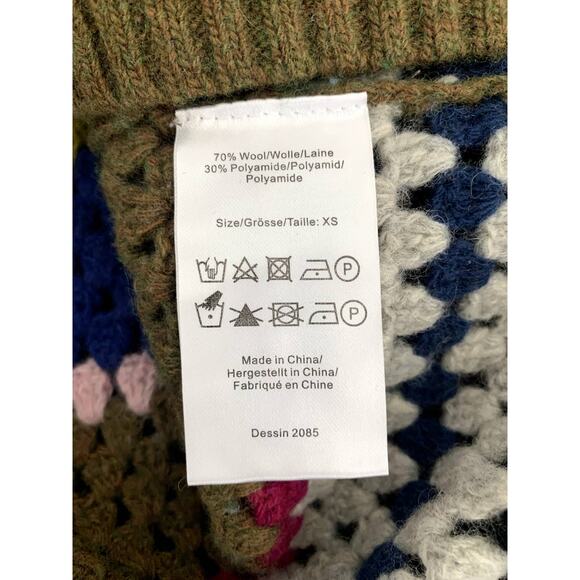 70% Wool/Wolle/Laine
30% Polyamide/Polyamid/
Polyamide
Size/Grösse/Taille: XS
P
P
Made in China/
Hergestellt in China/
Fabriqué en Chine
Dessin 2085